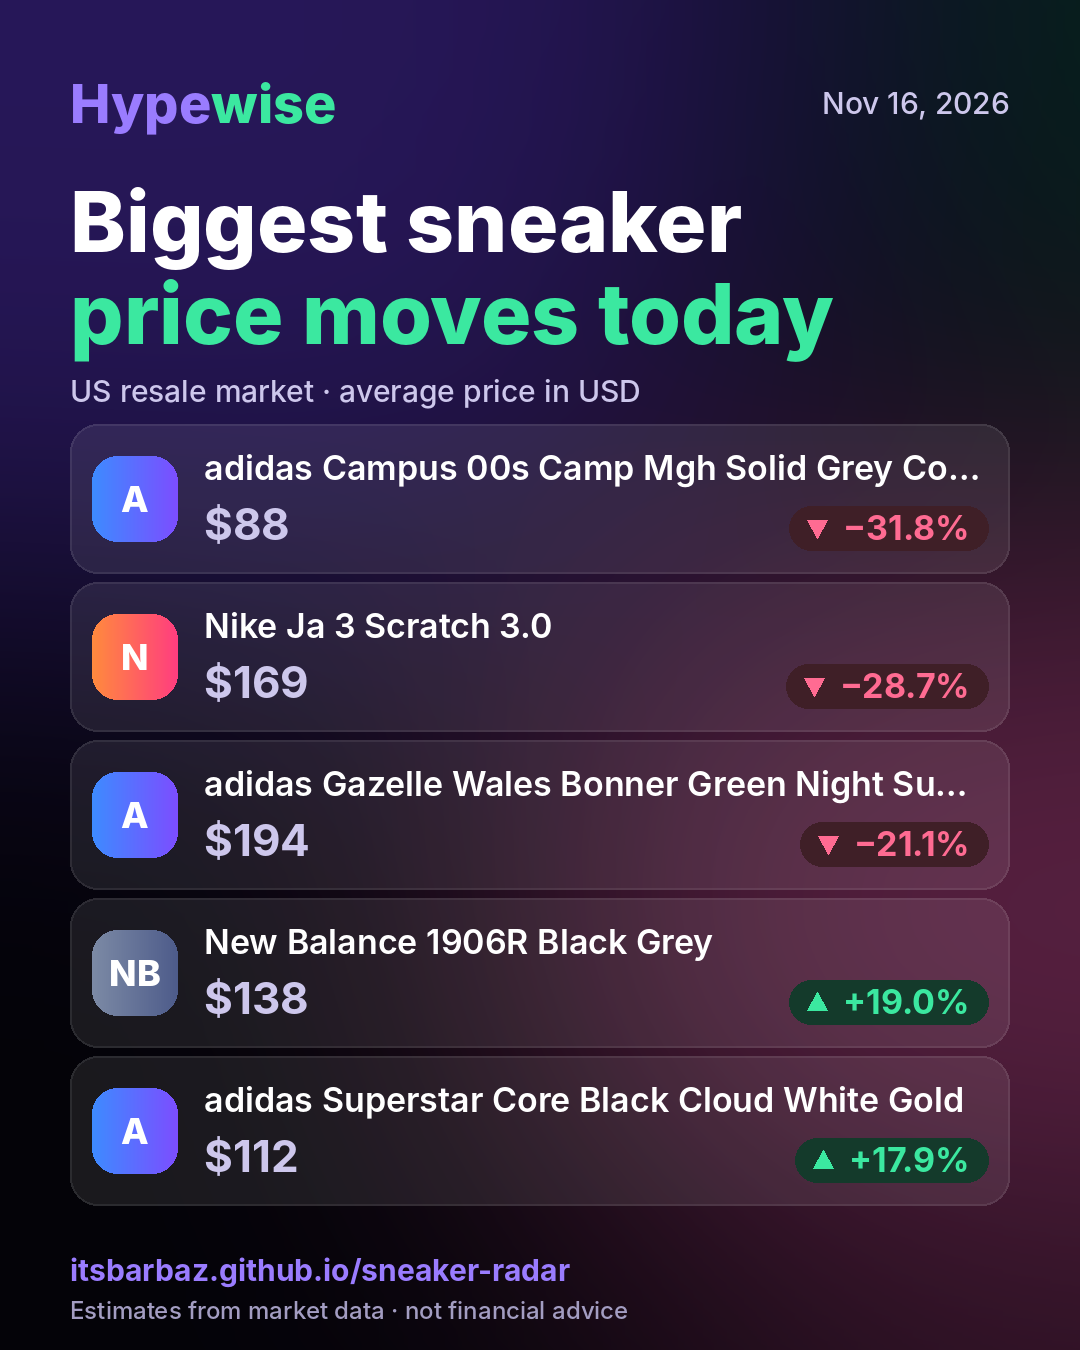 Hypewise
Nov 16, 2026
Biggest sneaker
price moves today
US resale market · average price in USD
A
adidas Campus 00s Camp Mgh Solid Grey Co...
$88
▼ −31.8%
N
Nike Ja 3 Scratch 3.0
$169
▼ −28.7%
A
adidas Gazelle Wales Bonner Green Night Su...
$194
▼ −21.1%
NB
New Balance 1906R Black Grey
$138
▲ +19.0%
A
adidas Superstar Core Black Cloud White Gold
$112
▲ +17.9%
itsbarbaz.github.io/sneaker-radar
Estimates from market data · not financial advice